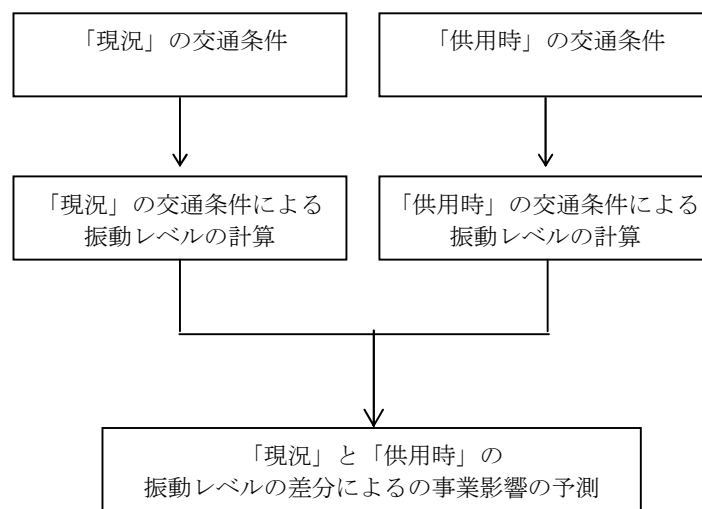 「現況」の交通条件
「供用時」の交通条件
「現況」の交通条件による
振動レベルの計算
「供用時」の交通条件による
振動レベルの計算
「現況」と「供用時」の
振動レベルの差分によるの事業影響の予測